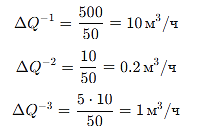 ΔQ⁻¹ = 500/50 = 10 м³/ч
ΔQ⁻² = 10/50 = 0.2 м³/ч
ΔQ⁻³ = 5 · 10/50 = 1 м³/ч